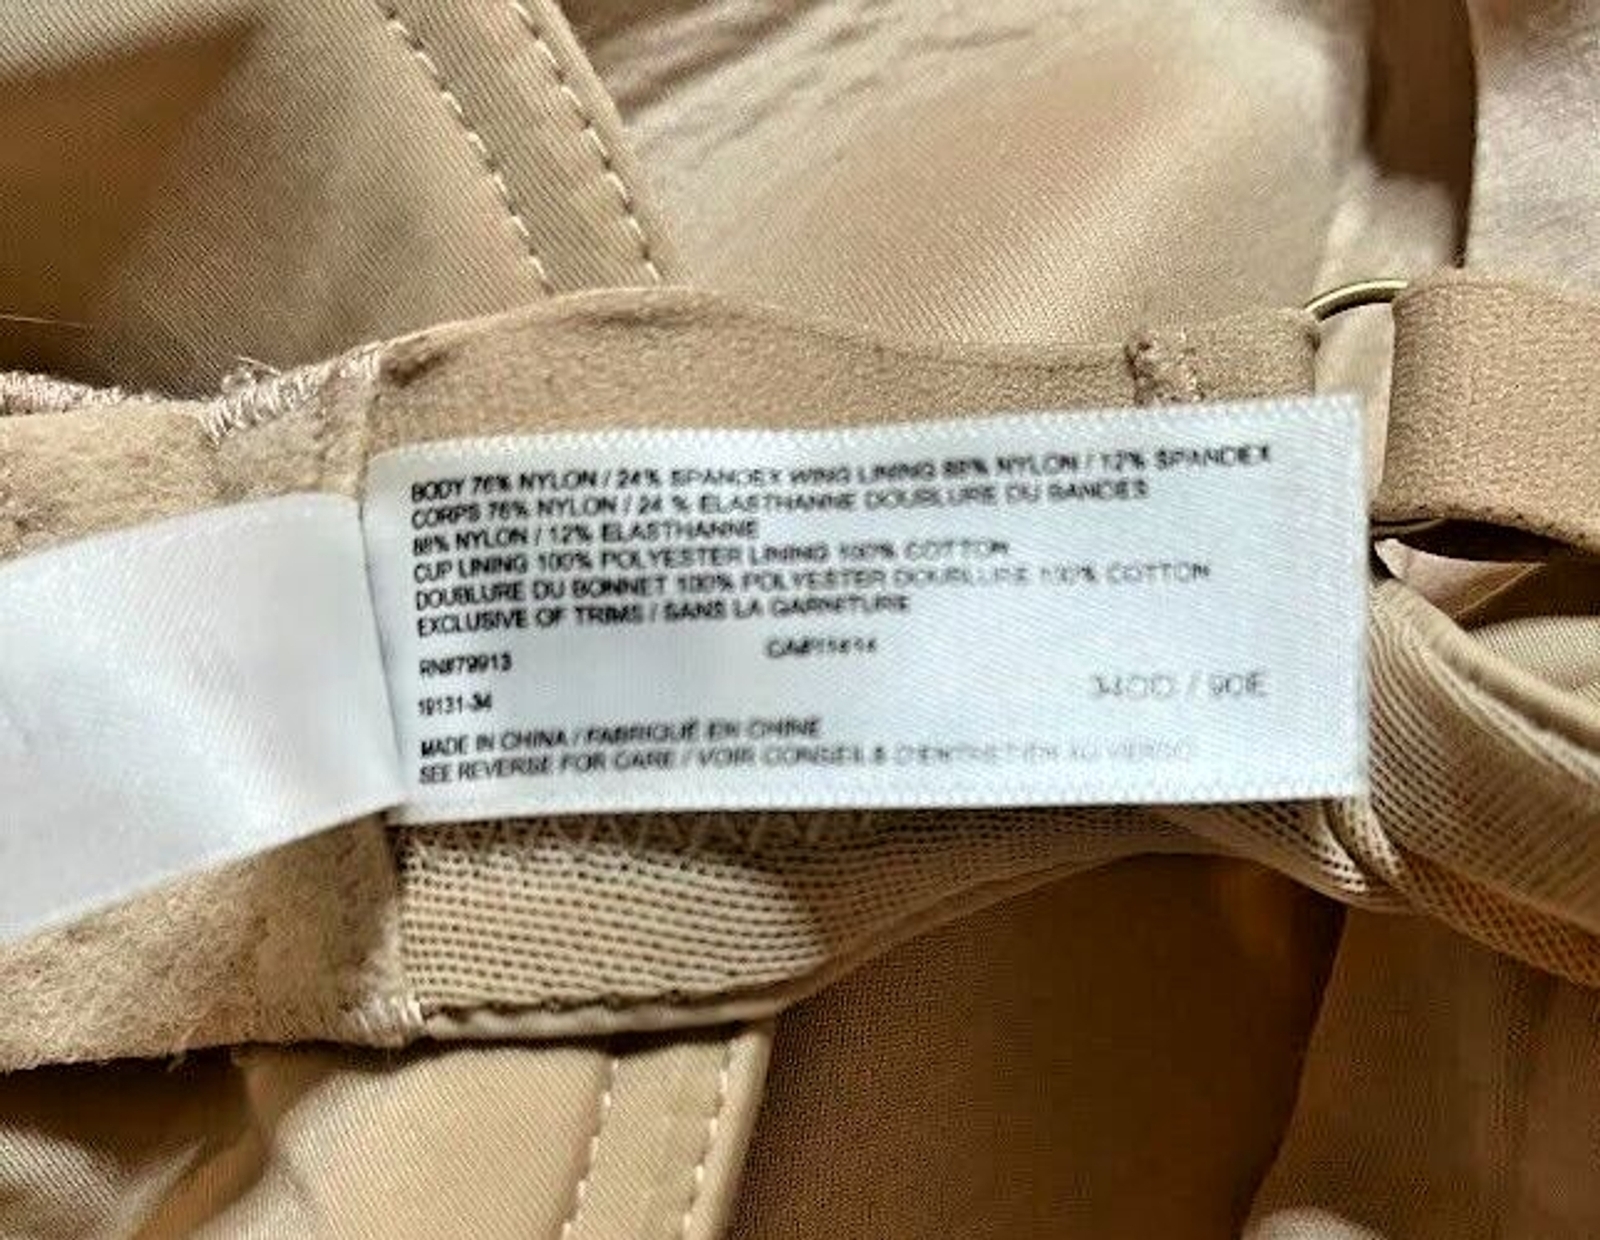 BODY 76% NYLON / 24% SPANDEX WING LINING 88% NYLON / 12% SPANDEX
CORPS 76% NYLON / 24 % ELASTHANNE DOUBLURE DU BANDES
88% NYLON / 12% ELASTHANNE
CUP LINING 100% POLYESTER LINING 100% COTTON
DOUBLURE DU BONNET 100% POLYESTER DOUBLURE 100% COTTON
EXCLUSIVE OF TRIMS / SANS LA GARNITURE
RN#79913
19131-34
34DD / 90E
MADE IN CHINA / FABRIQUÉ EN CHINE
SEE REVERSE FOR CARE / VOIR CONSEILS D'ENTRETIEN AU VERSO